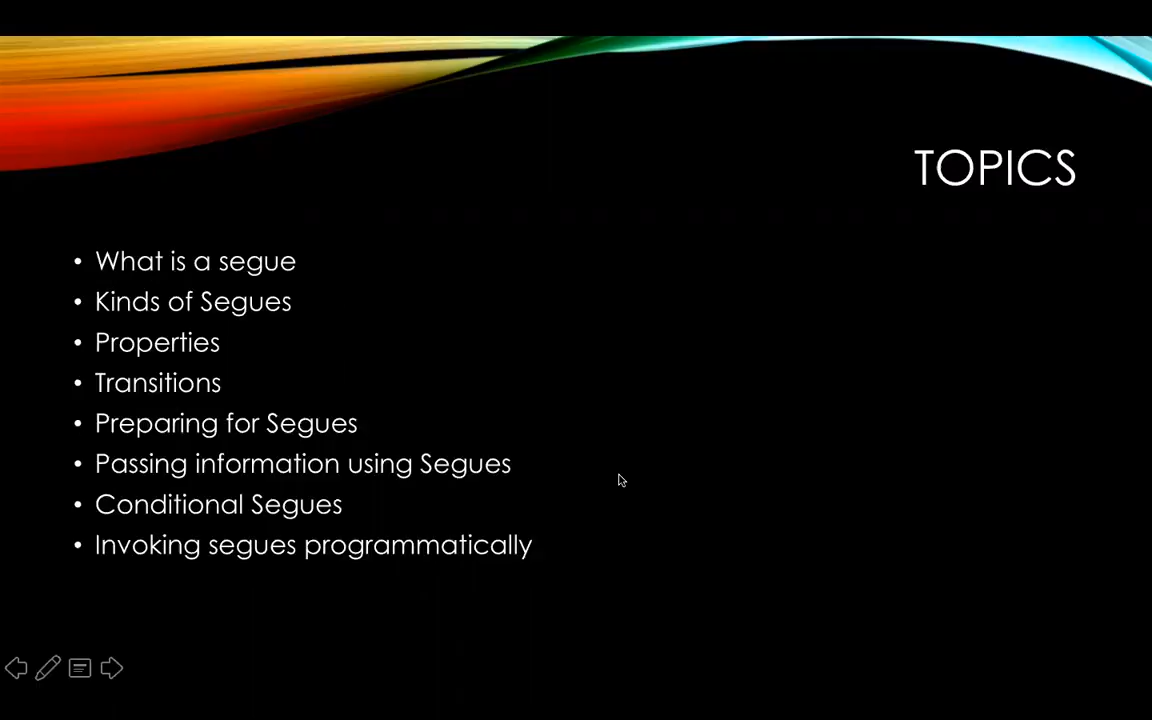 TOPICS
• What is a segue
• Kinds of Segues
• Properties
• Transitions
• Preparing for Segues
• Passing information using Segues
• Conditional Segues
• Invoking segues programmatically